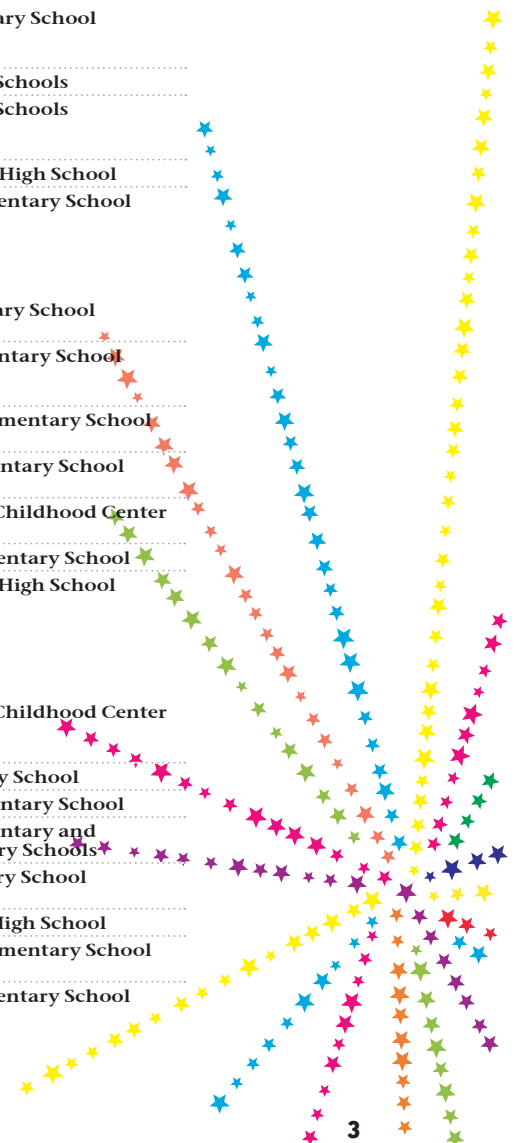 ary School
Schools
Schools
High School
entary School
ary School
ntary School
mentary School
ntary School
Childhood Center
entary School
High School
Childhood Center
y School
ntary School
ntary and
ry Schools
ry School
High School
mentary School
entary School
3